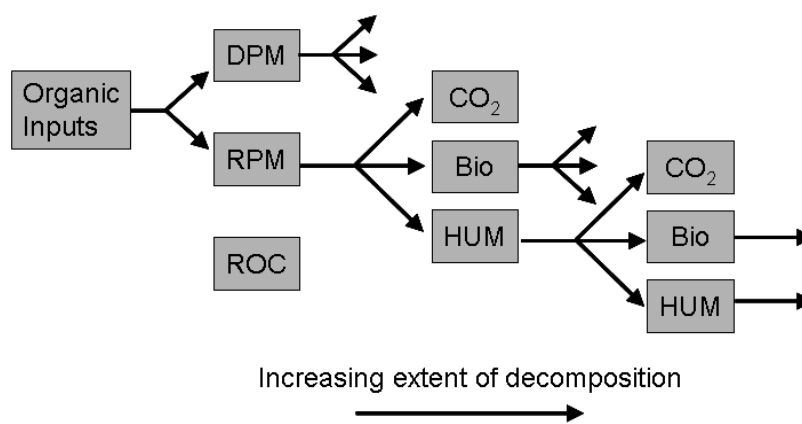 Organic
Inputs
DPM
RPM
ROC
CO₂
Bio
HUM
CO₂
Bio
HUM
Increasing extent of decomposition